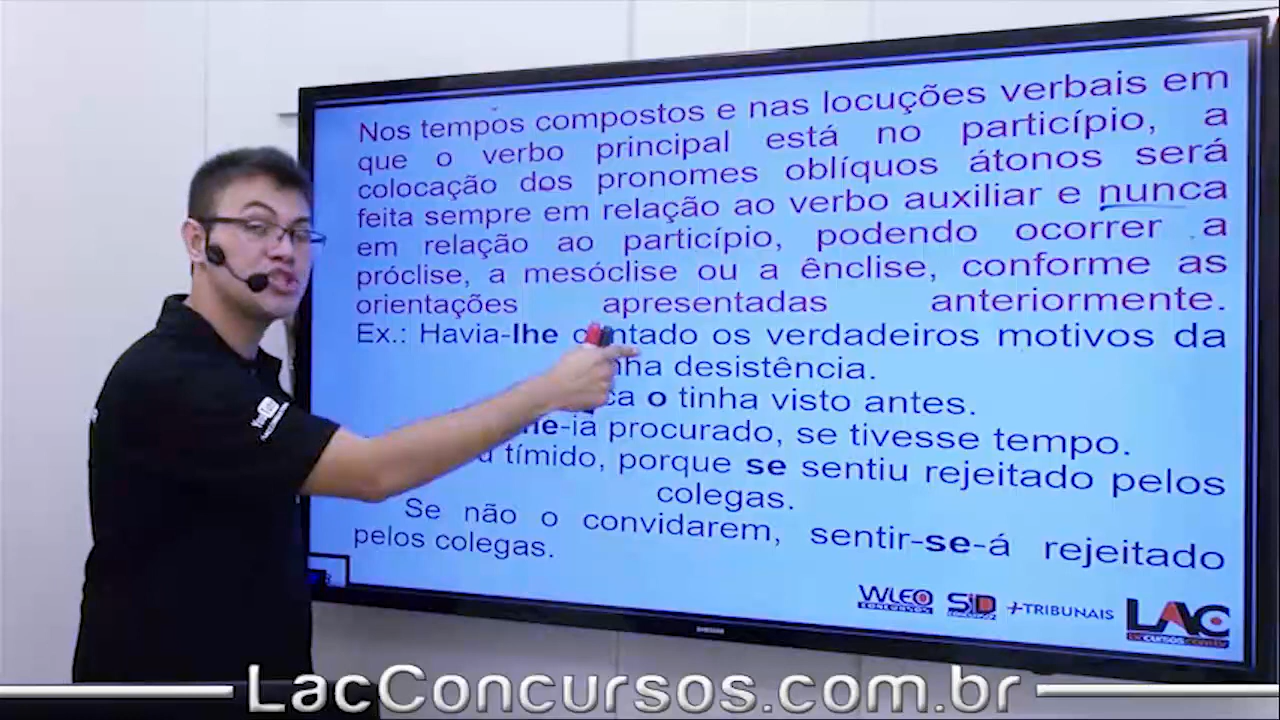 Nos tempos compostos e nas locuções verbais em
que o verbo principal está no particípio, a
colocação dos pronomes oblíquos átonos será
feita sempre em relação ao verbo auxiliar e nunca
em relação ao particípio, podendo ocorrer a
próclise, a mesóclise ou a ênclise, conforme as
orientações apresentadas anteriormente.
Ex.: Havia-lhe contado os verdadeiros motivos da
desistência.
o tinha visto antes.
-ia procurado, se tivesse tempo.
tímido, porque se sentiu rejeitado pelos
colegas.
Se não o convidarem, sentir-se-á rejeitado
pelos colegas.
WLEO CONCURSOS
SD
+TRIBUNAIS
LAC
SAMSUNG
LacConcursos.com.br